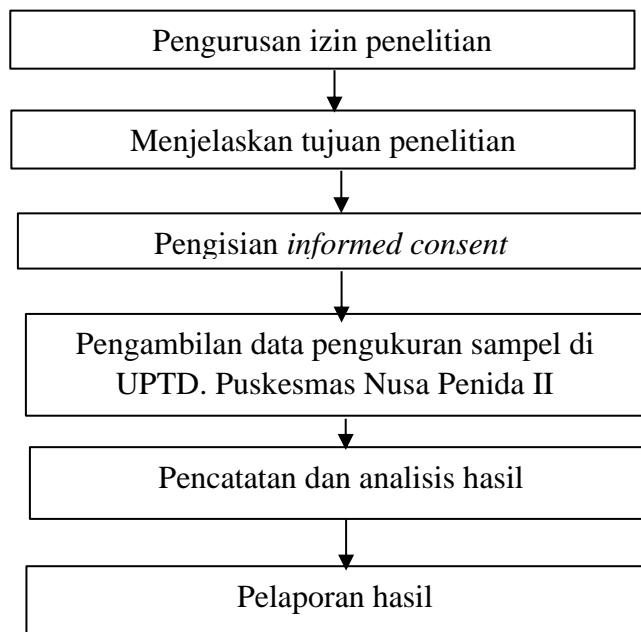 Pengurusan izin penelitian
Menjelaskan tujuan penelitian
Pengisian informed consent
Pengambilan data pengukuran sampel di
UPTD. Puskesmas Nusa Penida II
Pencatatan dan analisis hasil
Pelaporan hasil